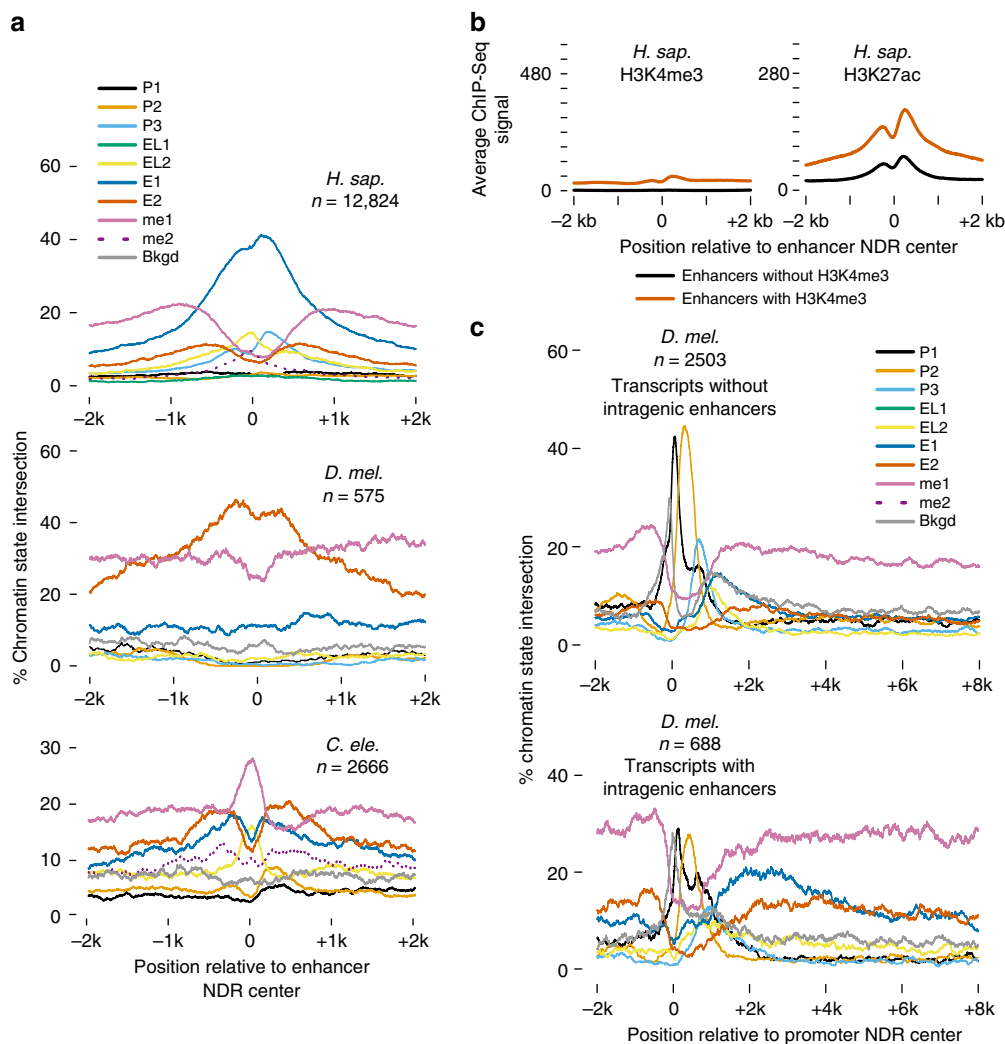 a
P1
P2
P3
EL1
EL2
E1
E2
me1
me2
Bkgd
H. sap.
n = 12,824
60
40
20
0
−2k
−1k
0
+1k
+2k
D. mel.
n = 575
60
40
20
0
−2k
−1k
0
+1k
+2k
C. ele.
n = 2666
30
20
10
0
−2k
−1k
0
+1k
+2k
% Chromatin state intersection
Position relative to enhancer
NDR center
b
Average ChIP-Seq
signal
H. sap.
H3K4me3
480
0
−2 kb
0
+2 kb
H. sap.
H3K27ac
280
0
−2 kb
0
+2 kb
Position relative to enhancer NDR center
Enhancers without H3K4me3
Enhancers with H3K4me3
c
D. mel.
n = 2503
Transcripts without
intragenic enhancers
P1
P2
P3
EL1
EL2
E1
E2
me1
me2
Bkgd
60
40
20
0
−2k
0
+2k
+4k
+6k
+8k
D. mel.
n = 688
Transcripts with
intragenic enhancers
40
20
0
−2k
0
+2k
+4k
+6k
+8k
% chromatin state intersection
Position relative to promoter NDR center